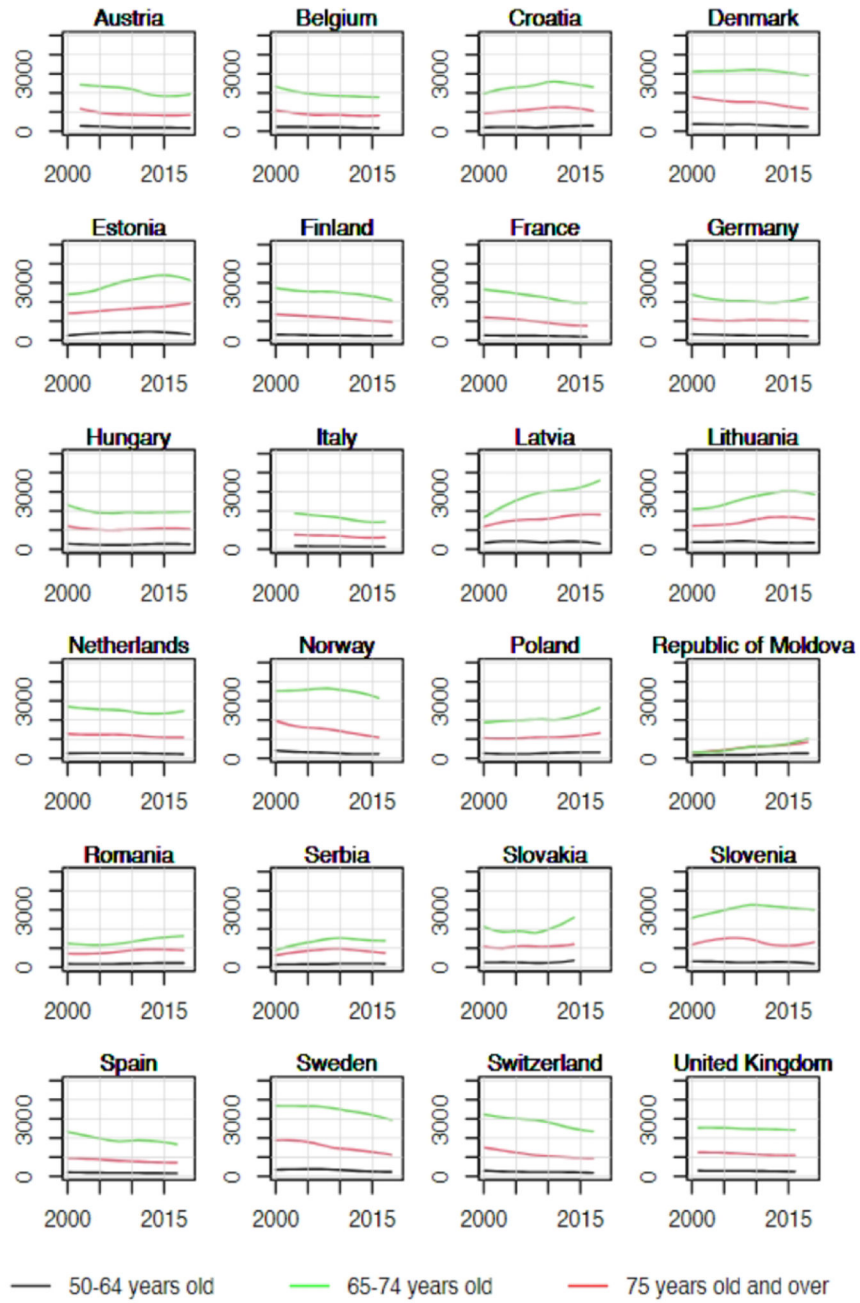 Austria Belgium Croatia Denmark
0 3000 0 3000 0 3000 0 3000
2000 2015 2000 2015 2000 2015 2000 2015
Estonia Finland France Germany
0 3000 0 3000 0 3000 0 3000
2000 2015 2000 2015 2000 2015 2000 2015
Hungary Italy Latvia Lithuania
0 3000 0 3000 0 3000 0 3000
2000 2015 2000 2015 2000 2015 2000 2015
Netherlands Norway Poland Republic of Moldova
0 3000 0 3000 0 3000 0 3000
2000 2015 2000 2015 2000 2015 2000 2015
Romania Serbia Slovakia Slovenia
0 3000 0 3000 0 3000 0 3000
2000 2015 2000 2015 2000 2015 2000 2015
Spain Sweden Switzerland United Kingdom
0 3000 0 3000 0 3000 0 3000
2000 2015 2000 2015 2000 2015 2000 2015
50-64 years old 65-74 years old 75 years old and over